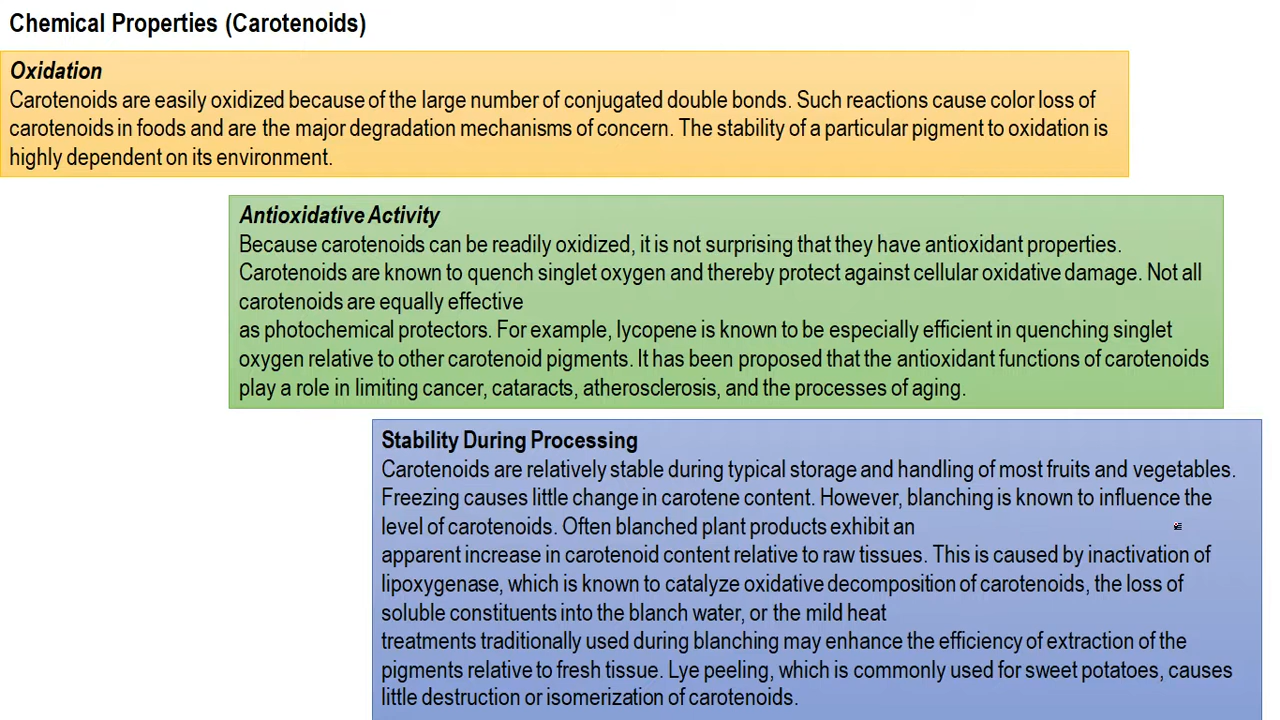 Chemical Properties (Carotenoids)
Oxidation
Carotenoids are easily oxidized because of the large number of conjugated double bonds. Such reactions cause color loss of
carotenoids in foods and are the major degradation mechanisms of concern. The stability of a particular pigment to oxidation is
highly dependent on its environment.
Antioxidative Activity
Because carotenoids can be readily oxidized, it is not surprising that they have antioxidant properties.
Carotenoids are known to quench singlet oxygen and thereby protect against cellular oxidative damage. Not all
carotenoids are equally effective
as photochemical protectors. For example, lycopene is known to be especially efficient in quenching singlet
oxygen relative to other carotenoid pigments. It has been proposed that the antioxidant functions of carotenoids
play a role in limiting cancer, cataracts, atherosclerosis, and the processes of aging.
Stability During Processing
Carotenoids are relatively stable during typical storage and handling of most fruits and vegetables.
Freezing causes little change in carotene content. However, blanching is known to influence the
level of carotenoids. Often blanched plant products exhibit an
apparent increase in carotenoid content relative to raw tissues. This is caused by inactivation of
lipoxygenase, which is known to catalyze oxidative decomposition of carotenoids, the loss of
soluble constituents into the blanch water, or the mild heat
treatments traditionally used during blanching may enhance the efficiency of extraction of the
pigments relative to fresh tissue. Lye peeling, which is commonly used for sweet potatoes, causes
little destruction or isomerization of carotenoids.